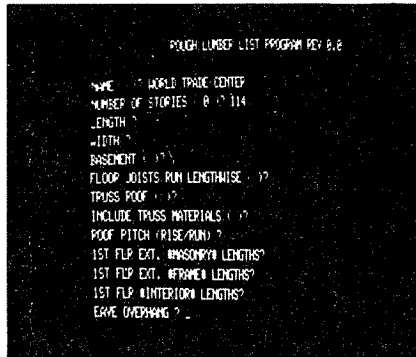 ROUGH LUMBER LIST PROGRAM REV 0.0
NAME ? WORLD TRADE CENTER
NUMBER OF STORIES 0 ? 114
LENGTH ?
WIDTH ?
BASEMENT ( )?
FLOOR JOISTS RUN LENGTHWISE ( )?
TRUSS ROOF ( )?
INCLUDE TRUSS MATERIALS ( )?
ROOF PITCH (RISE/RUN) ?
1ST FLR EXT. *MASONRY* LENGTHS?
1ST FLR EXT. *FRAME* LENGTHS?
1ST FLR *INTERIOR* LENGTHS?
EAVE OVERHANG ? _